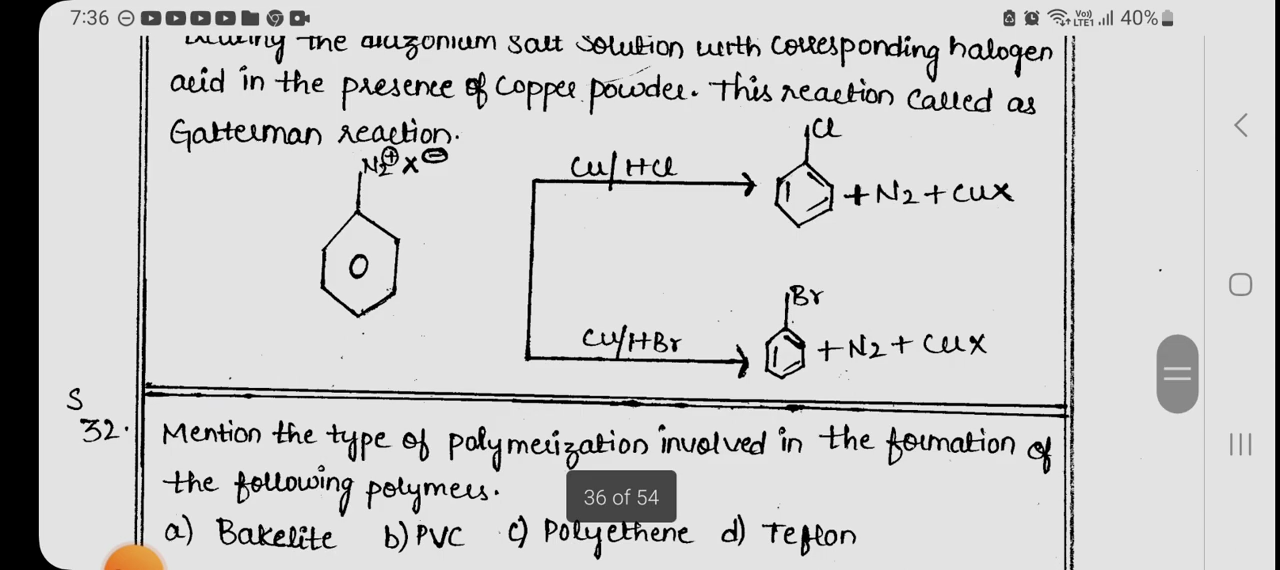 7:36
Vo)) LTE1 40%
the diazonium salt solution with corresponding halogen
acid in the presence of Copper powder. This reaction called as
Gatterman reaction.
N2⊕ X⊖
Cu/HCl
Cl
+ N2 + CuX
Cu/HBr
Br
+ N2 + CuX
S
32. Mention the type of polymerization involved in the formation of
the following polymers.
36 of 54
a) Bakelite b) PVC c) Polyethene d) Teflon